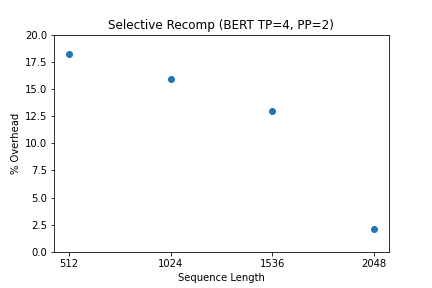 Selective Recomp (BERT TP=4, PP=2)
20.0
17.5
15.0
12.5
10.0
7.5
5.0
2.5
0.0
% Overhead
512 1024 1536 2048
Sequence Length